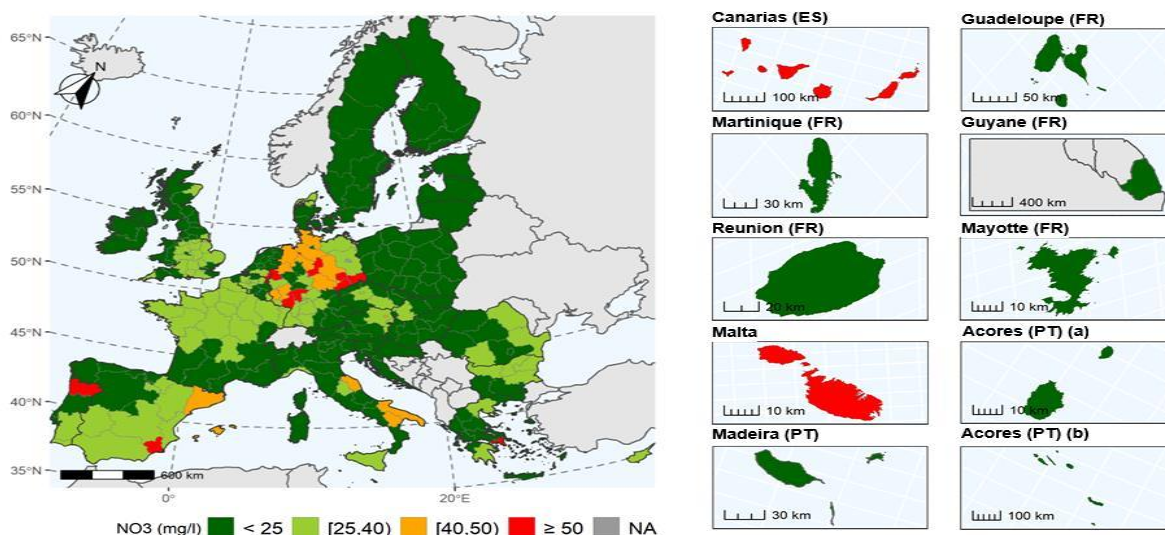 65°N
60°N
55°N
50°N
45°N
40°N
35°N
N
600 km
0°
20°E
NO3 (mg/l)
< 25
[25,40)
[40,50)
≥ 50
NA
Canarias (ES)
100 km
Guadeloupe (FR)
50 km
Martinique (FR)
30 km
Guyane (FR)
400 km
Reunion (FR)
20 km
Mayotte (FR)
10 km
Malta
10 km
Acores (PT) (a)
10 km
Madeira (PT)
30 km
Acores (PT) (b)
100 km